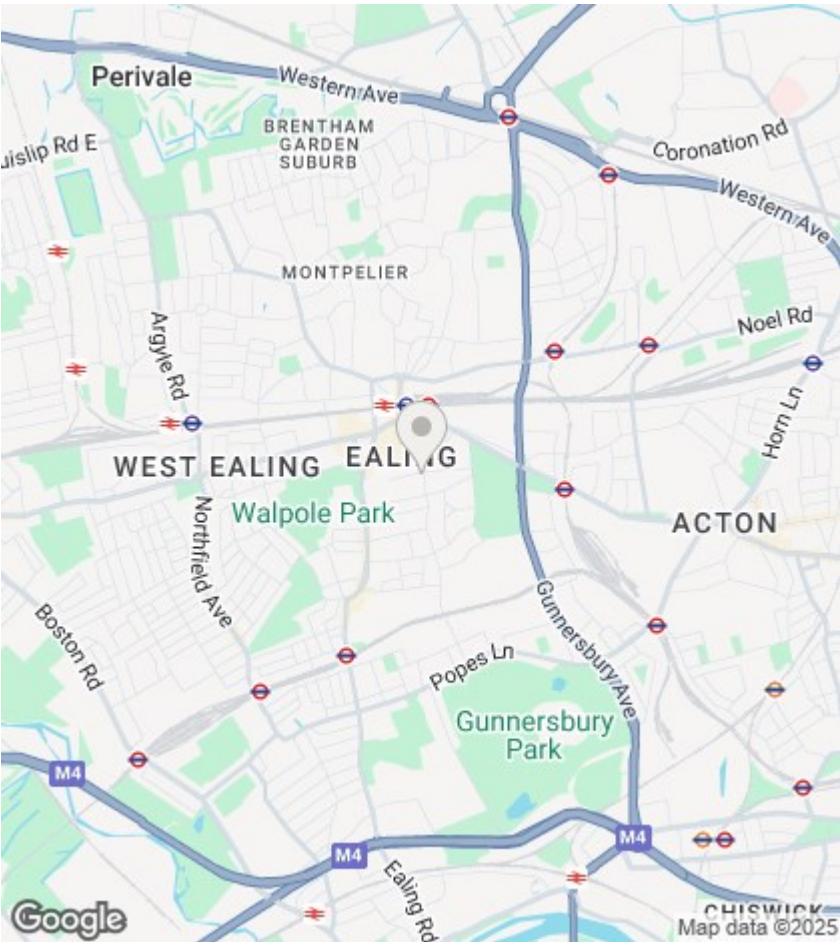 Perivale
Western Ave
BRENTHAM
GARDEN
SUBURB
uislip Rd E
Coronation Rd
Western Ave
MONTPELIER
Argyle Rd
Noel Rd
Horn Ln
WEST EALING
EALING
Walpole Park
ACTON
Northfield Ave
Gunnersbury Ave
Boston Rd
Popes Ln
Gunnersbury
Park
M4
M4
M4
Ealing Rd
CHISWICK
Google
Map data ©2025